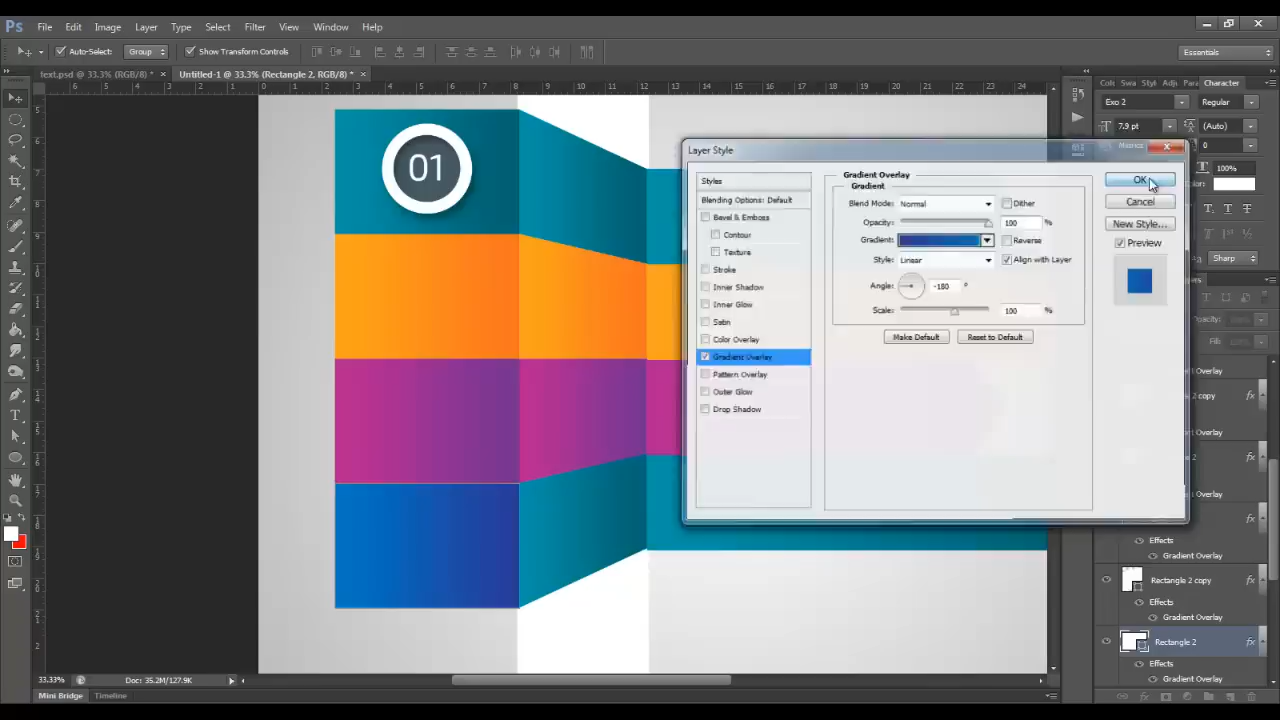 Ps File Edit Image Layer Type Select Filter View Window Help
Auto-Select: Group Show Transform Controls Essentials
text.psd @ 33.3% (RGB/8) * × Untitled-1 @ 33.3% (Rectangle 2, RGB/8) * ×
Character
Exo 2 Regular
7.9 pt (Auto)
0
100%
Sharp
01
Layer Style
Styles
Blending Options: Default
Bevel & Emboss
Contour
Texture
Stroke
Inner Shadow
Inner Glow
Satin
Color Overlay
Gradient Overlay
Pattern Overlay
Outer Glow
Drop Shadow
Gradient Overlay
Gradient
Blend Mode: Normal Dither
Opacity: 100 %
Gradient: Reverse
Style: Linear Align with Layer
Angle: -180 °
Scale: 100 %
Make Default Reset to Default
OK
Cancel
New Style...
Preview
Effects
Gradient Overlay
Rectangle 2 copy
Effects
Gradient Overlay
Rectangle 2
Effects
Gradient Overlay
33.33% Doc: 35.2M/127.9K
Mini Bridge Timeline